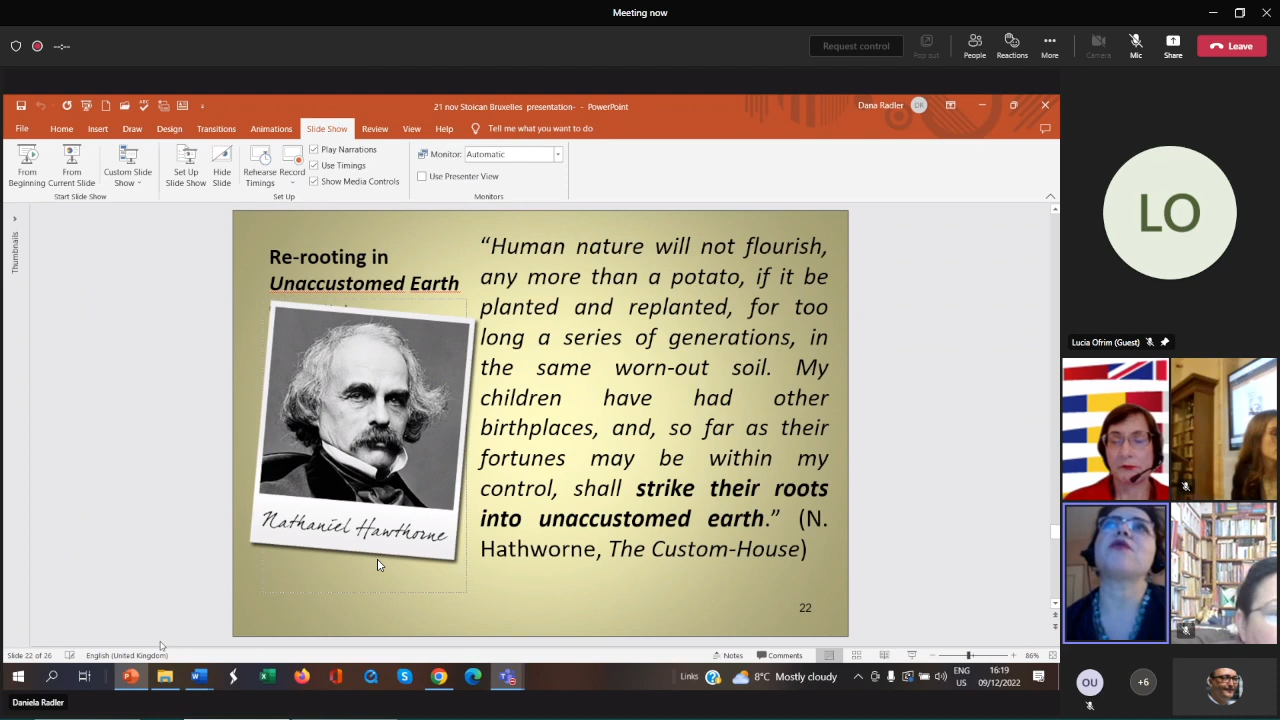 Meeting now
--:--
Request control
Pop out
People
Reactions
More
Camera
Mic
Share
Leave
21 nov Stoican Bruxelles presentation- - PowerPoint
Dana Radler
DR
File Home Insert Draw Design Transitions Animations Slide Show Review View Help Tell me what you want to do
From Beginning
From Current Slide
Custom Slide Show
Set Up Slide Show
Hide Slide
Rehearse Timings
Record
Play Narrations
Use Timings
Show Media Controls
Monitor: Automatic
Use Presenter View
Start Slide Show
Set Up
Monitors
Thumbnails
Re-rooting in
Unaccustomed Earth
Nathaniel Hawthorne
“Human nature will not flourish,
any more than a potato, if it be
planted and replanted, for too
long a series of generations, in
the same worn-out soil. My
children have had other
birthplaces, and, so far as their
fortunes may be within my
control, shall strike their roots
into unaccustomed earth.” (N.
Hathworne, The Custom-House)
22
LO
Lucia Ofrim (Guest)
OU
+6
Slide 22 of 26
English (United Kingdom)
Notes
Comments
86%
Links
8°C Mostly cloudy
ENG
US
16:19
09/12/2022
Daniela Radler